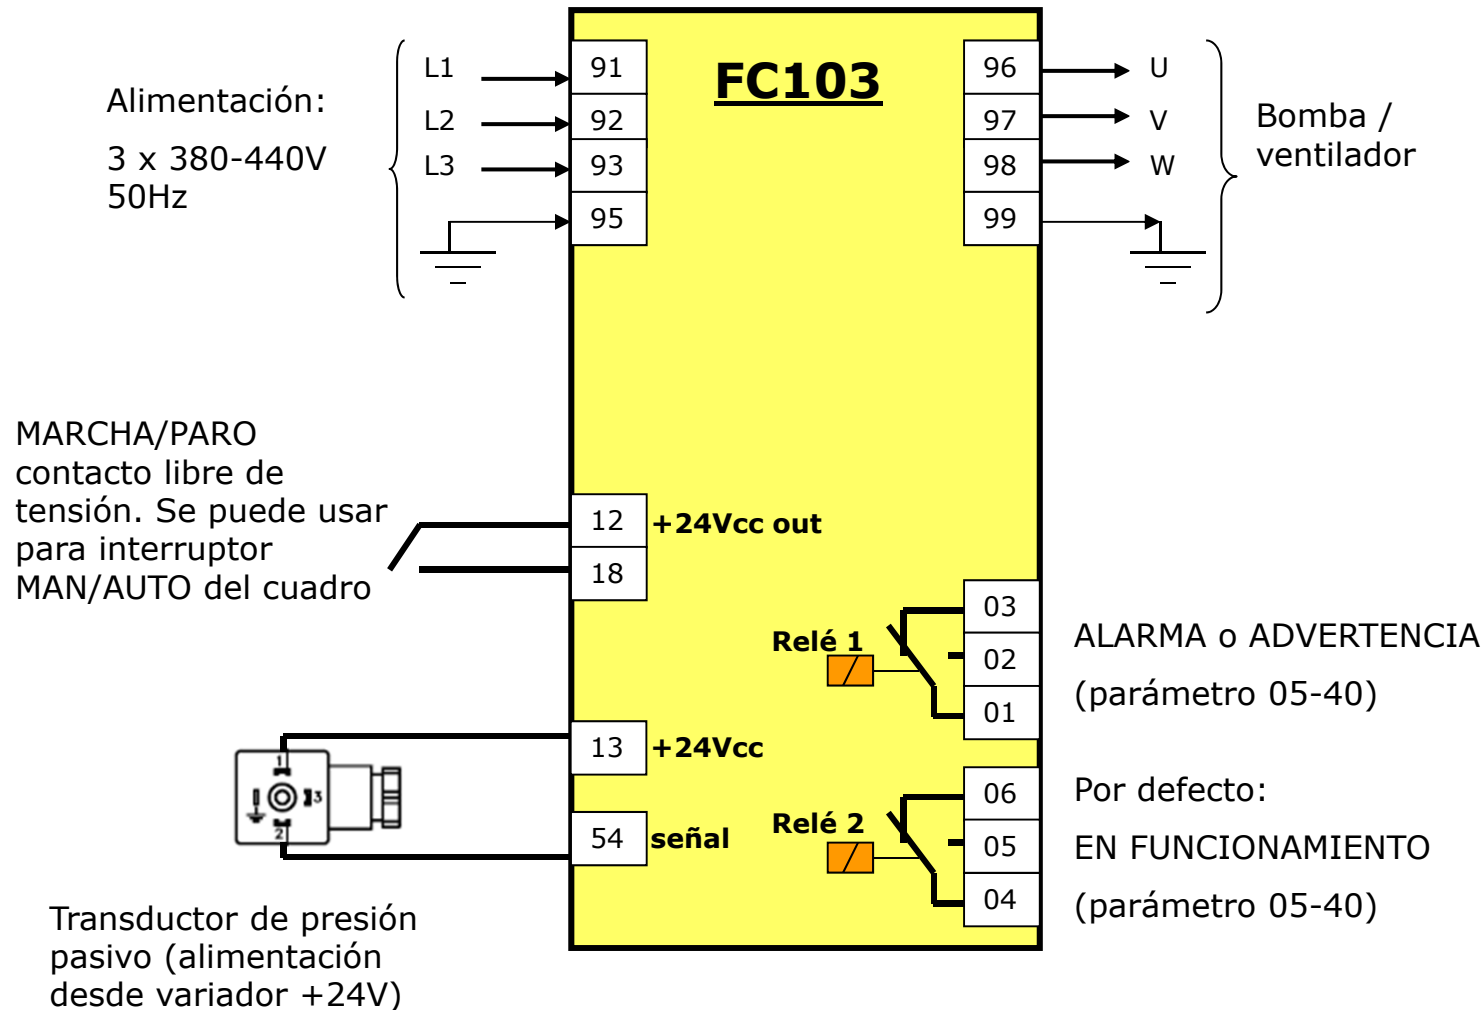 FC103
Alimentación:
3 x 380-440V
50Hz
L1
L2
L3
91
92
93
95
96
97
98
99
U
V
W
Bomba /
ventilador
MARCHA/PARO
contacto libre de
tensión. Se puede usar
para interruptor
MAN/AUTO del cuadro
12
+24Vcc out
18
Relé 1
03
02
01
ALARMA o ADVERTENCIA
(parámetro 05-40)
13
+24Vcc
1
3
2
54
señal
Relé 2
06
05
04
Por defecto:
EN FUNCIONAMIENTO
(parámetro 05-40)
Transductor de presión
pasivo (alimentación
desde variador +24V)